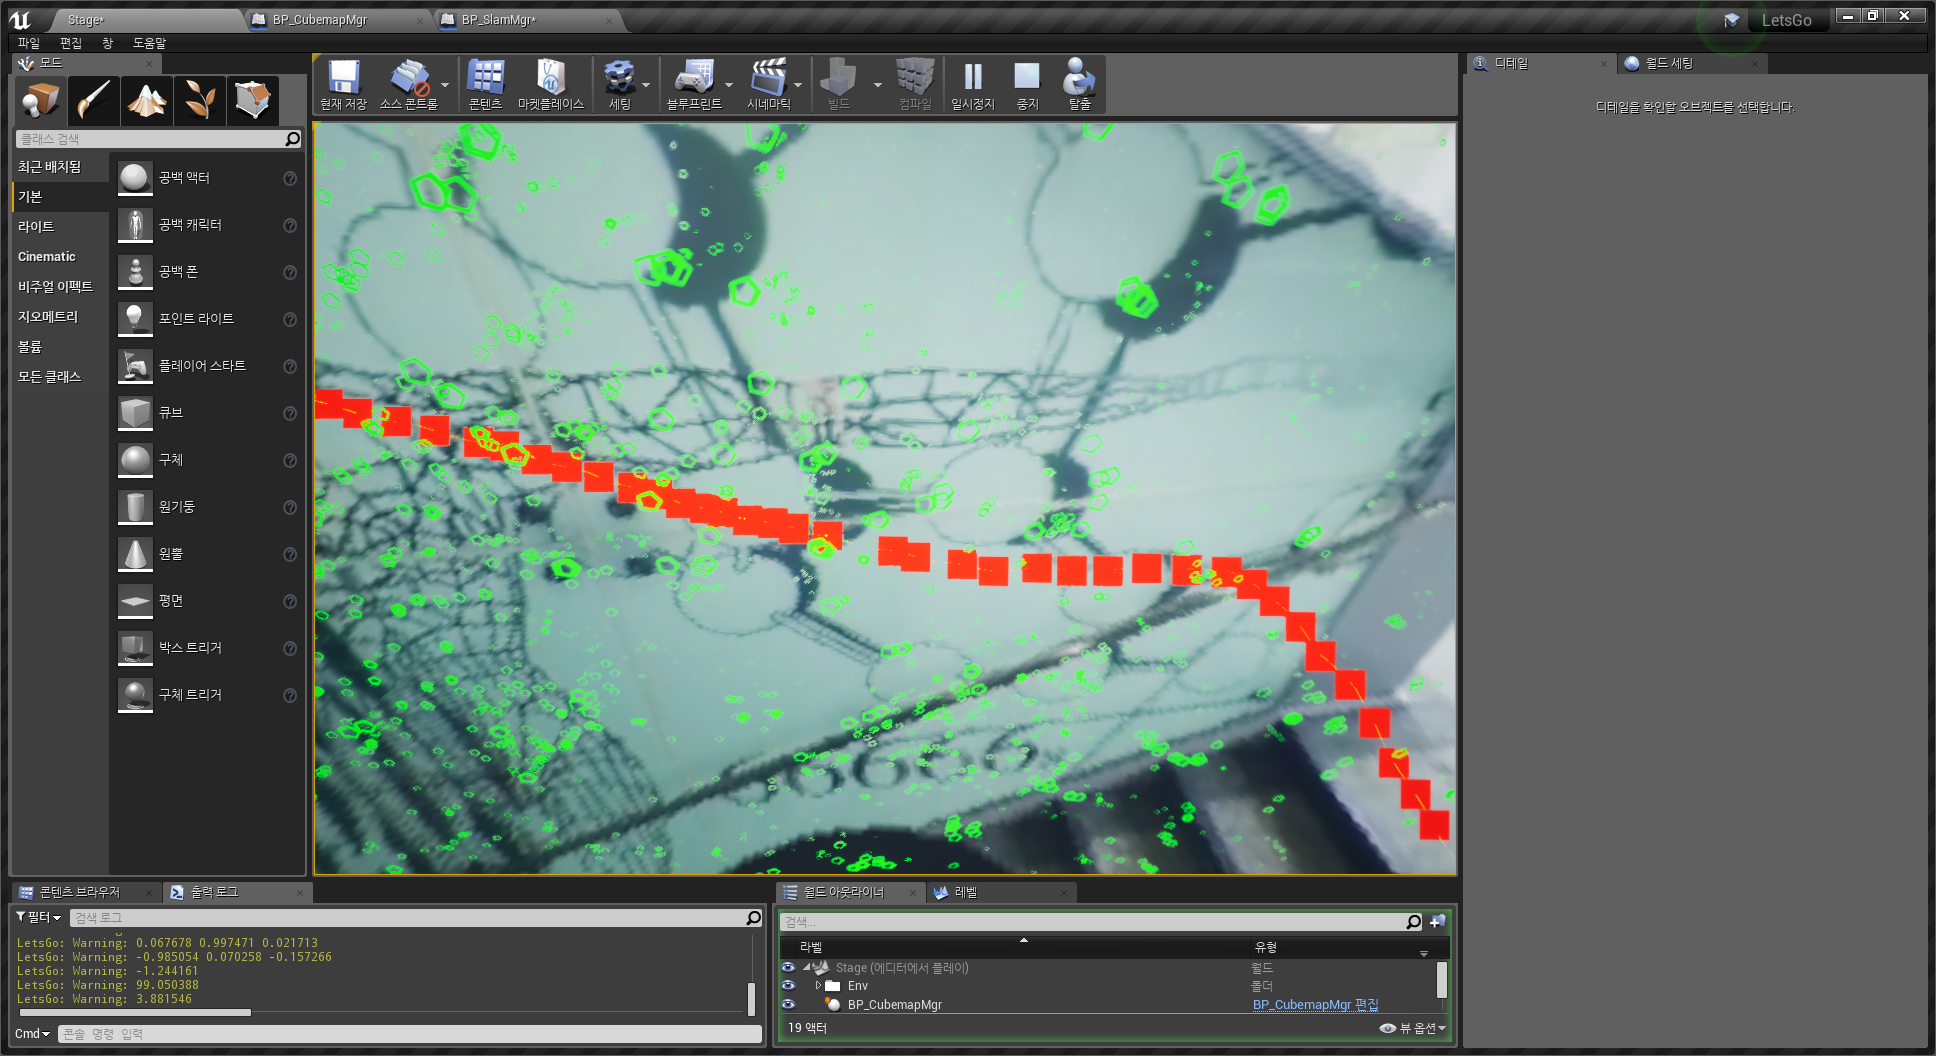 Stage*
BP_CubemapMgr
BP_SlamMgr*
LetsGo
파일 편집 창 도움말
모드
현재 저장
소스 콘트롤
콘텐츠
마켓플레이스
세팅
블루프린트
시네마틱
빌드
컴파일
일시정지
중지
탈출
디테일
월드 세팅
디테일을 확인할 오브젝트를 선택합니다.
클래스 검색
최근 배치됨
기본
라이트
Cinematic
비주얼 이펙트
지오메트리
볼륨
모든 클래스
공백 액터
공백 캐릭터
공백 폰
포인트 라이트
플레이어 스타트
큐브
구체
원기둥
원뿔
평면
박스 트리거
구체 트리거
콘텐츠 브라우저
출력 로그
필터
검색 로그
LetsGo: Warning: 0.067678 0.997471 0.021713
LetsGo: Warning: -0.985054 0.070258 -0.157266
LetsGo: Warning: -1.244161
LetsGo: Warning: 99.050388
LetsGo: Warning: 3.881546
Cmd
콘솔 명령 입력
월드 아웃라이너
레벨
검색...
라벨
유형
Stage (에디터에서 플레이)
월드
Env
폴더
BP_CubemapMgr
BP_CubemapMgr 편집
19 액터
뷰 옵션